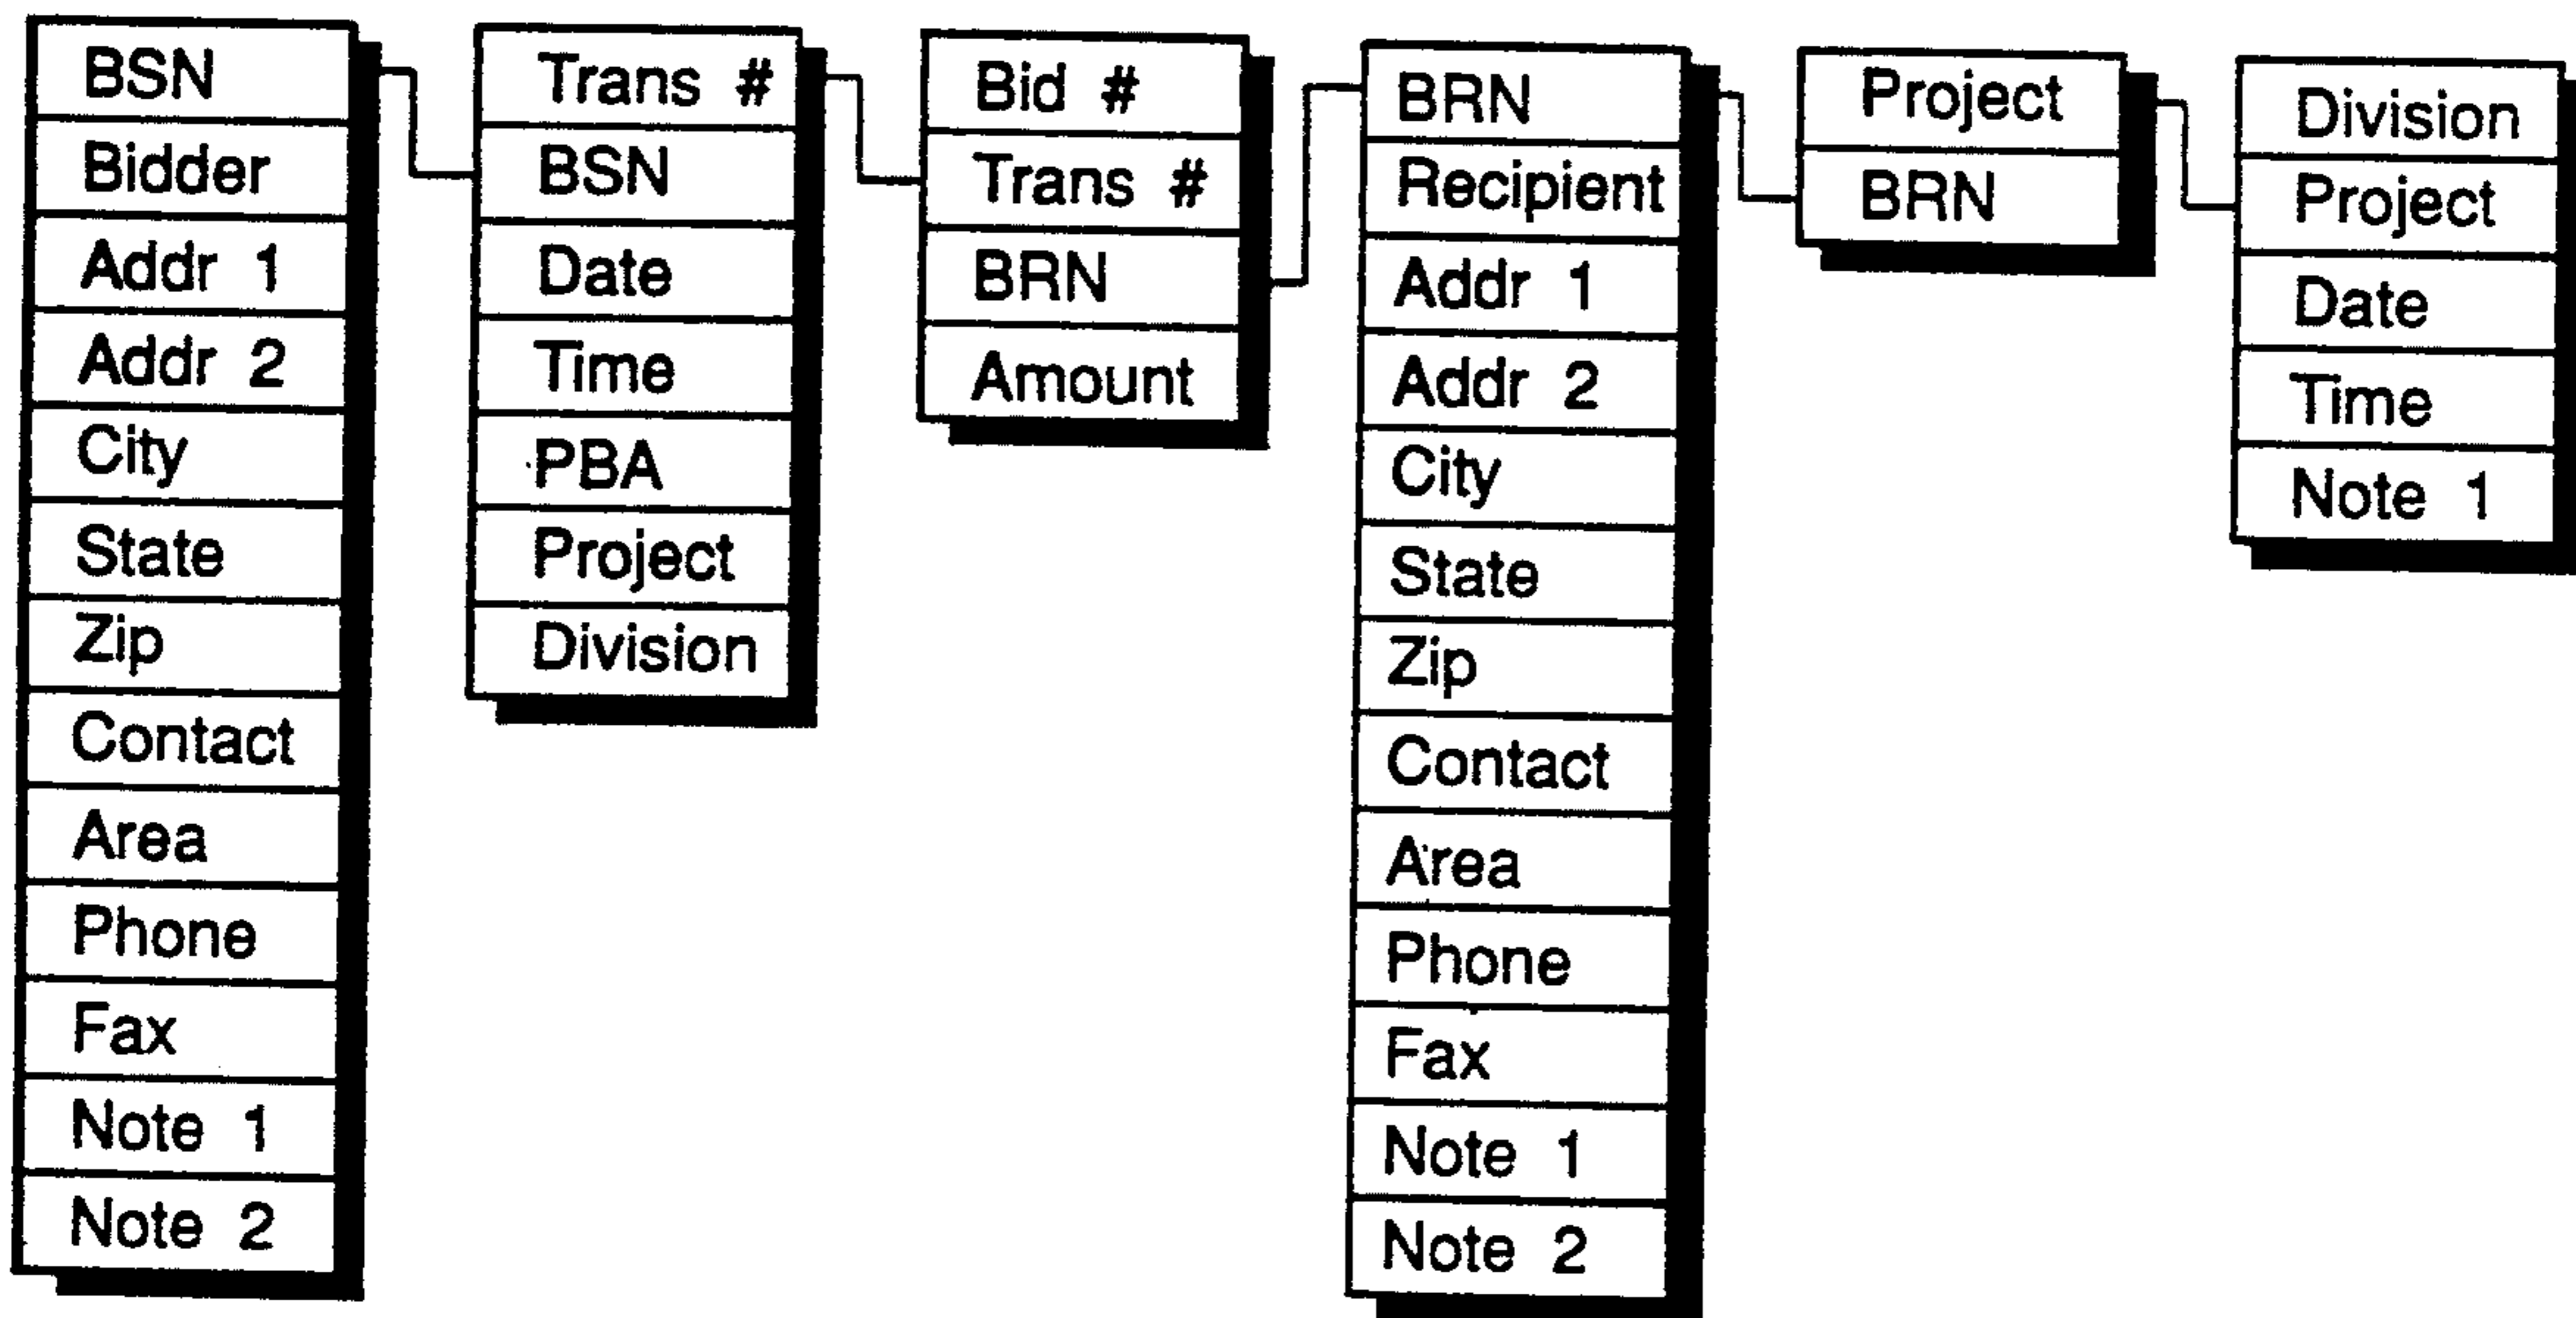 BSN
Bidder
Addr 1
Addr 2
City
State
Zip
Contact
Area
Phone
Fax
Note 1
Note 2
Trans #
BSN
Date
Time
PBA
Project
Division
Bid #
Trans #
BRN
Amount
BRN
Recipient
Addr 1
Addr 2
City
State
Zip
Contact
Area
Phone
Fax
Note 1
Note 2
Project
BRN
Division
Project
Date
Time
Note 1